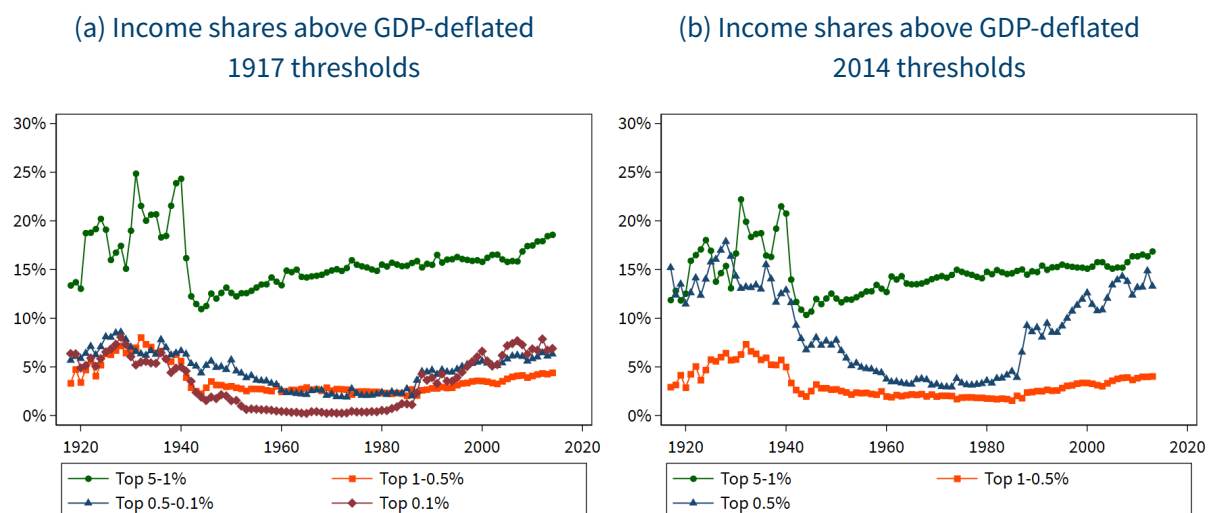 (a) Income shares above GDP-deflated
1917 thresholds
30%
25%
20%
15%
10%
5%
0%
1920 1940 1960 1980 2000 2020
Top 5-1% Top 1-0.5%
Top 0.5-0.1% Top 0.1%
(b) Income shares above GDP-deflated
2014 thresholds
30%
25%
20%
15%
10%
5%
0%
1920 1940 1960 1980 2000 2020
Top 5-1% Top 1-0.5%
Top 0.5%